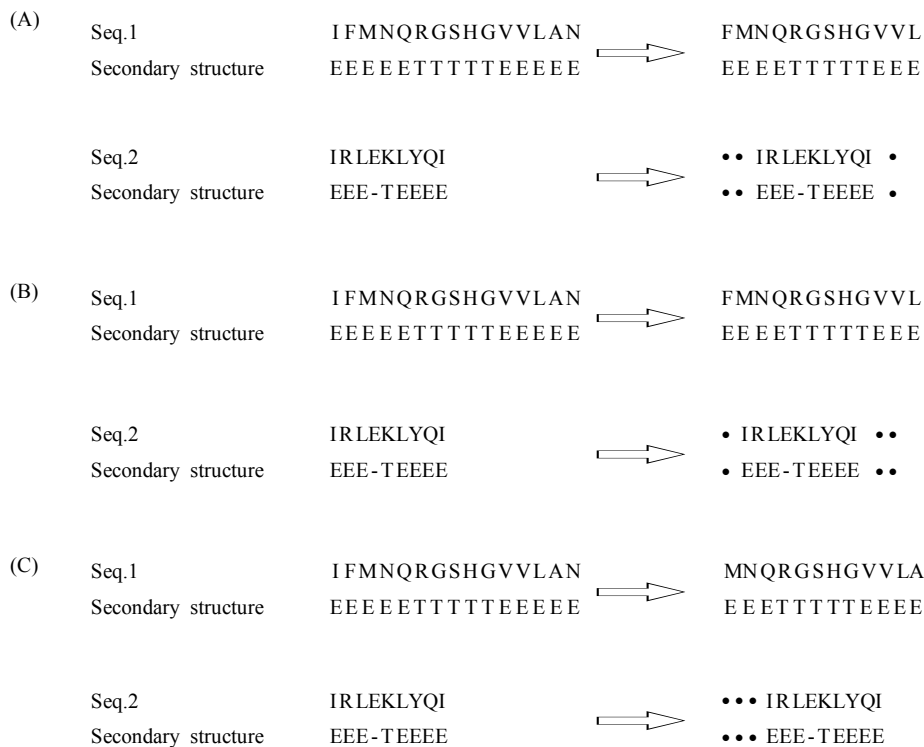 (A)
Seq.1 IFMNQRGSHGVVLAN FMNQRGSHGVVL
Secondary structure EEEEETTTTTEEEEE EEEETTTTTEEE
Seq.2 IRLEKLYQI •• IRLEKLYQI •
Secondary structure EEE-TEEEE •• EEE-TEEEE •
(B)
Seq.1 IFMNQRGSHGVVLAN FMNQRGSHGVVL
Secondary structure EEEEETTTTTEEEEE EEEETTTTTEEE
Seq.2 IRLEKLYQI • IRLEKLYQI ••
Secondary structure EEE-TEEEE • EEE-TEEEE ••
(C)
Seq.1 IFMNQRGSHGVVLAN MNQRGSHGVVLA
Secondary structure EEEEETTTTTEEEEE EEETTTTTEEEE
Seq.2 IRLEKLYQI ••• IRLEKLYQI
Secondary structure EEE-TEEEE ••• EEE-TEEEE